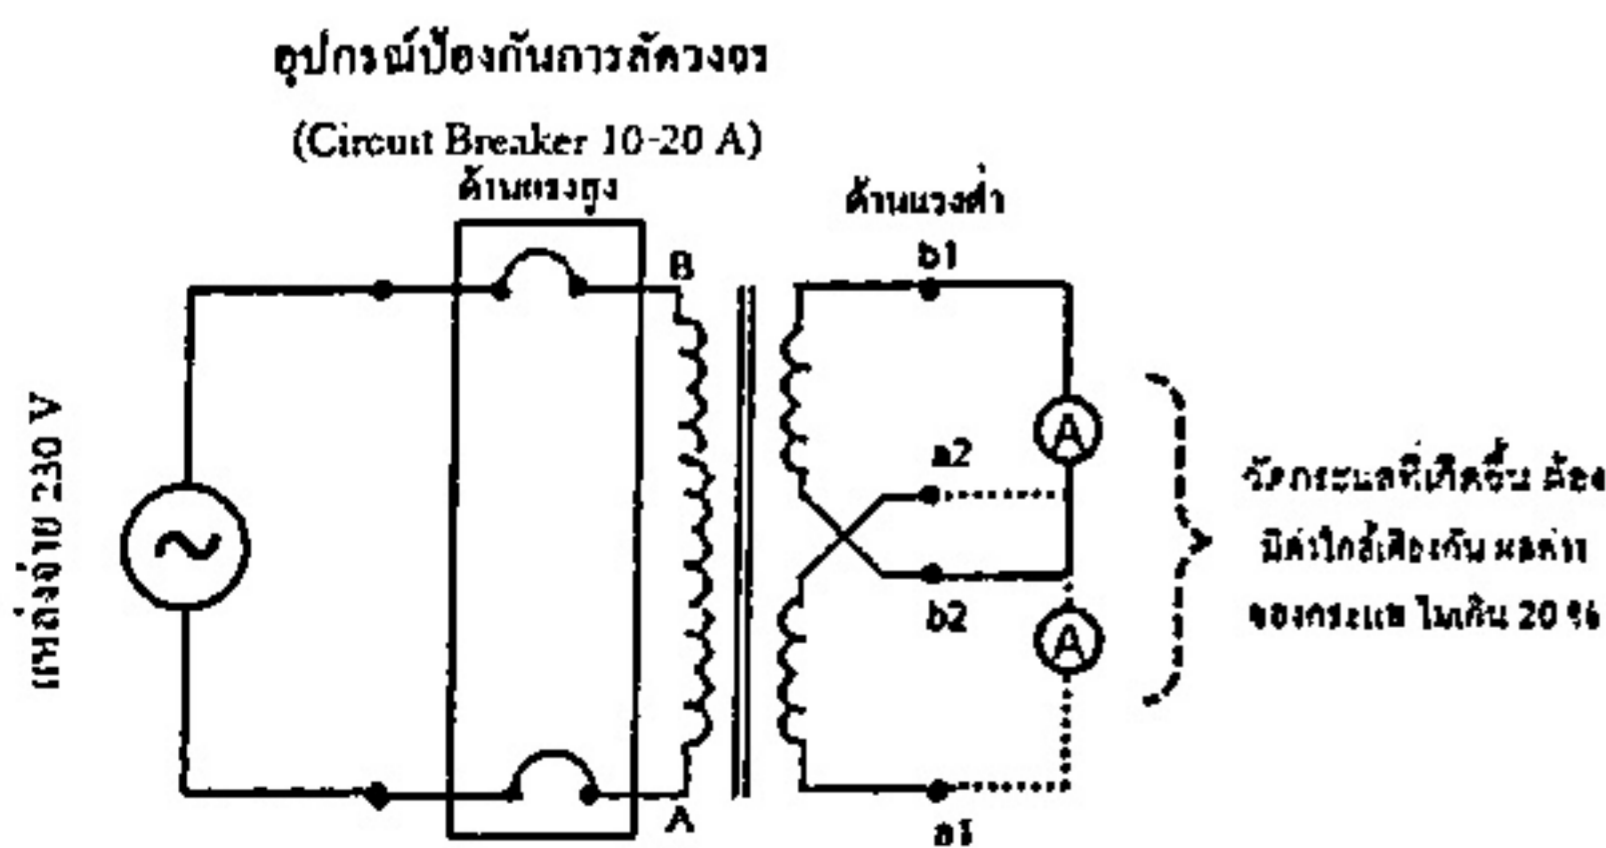 อุปกรณ์ป้องกันการลัดวงจร
(Circuit Breaker 10-20 A)
ด้านแรงสูง
ด้านแรงต่ำ
b1
B
A
a2
แหล่งจ่าย 230 V
วัดกระแสที่เกิดขึ้น ต้อง
มีค่าใกล้เคียงกัน ผลต่าง
ของกระแส ไม่เกิน 20 %
b2
A
A
a1